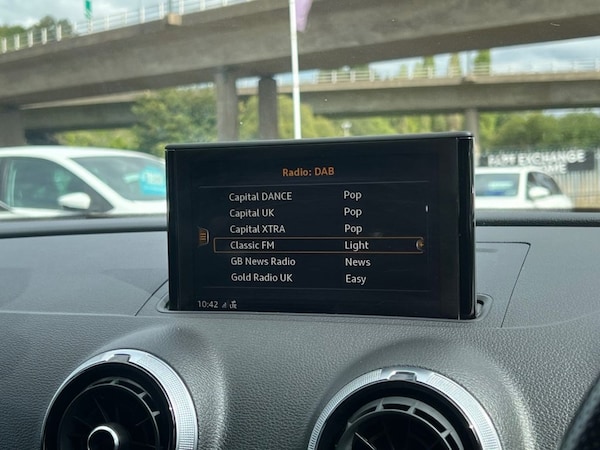 Radio: DAB
Capital DANCE Pop
Capital UK Pop
Capital XTRA Pop
Classic FM Light
GB News Radio News
Gold Radio UK Easy
10:42
PART EXCHANGE